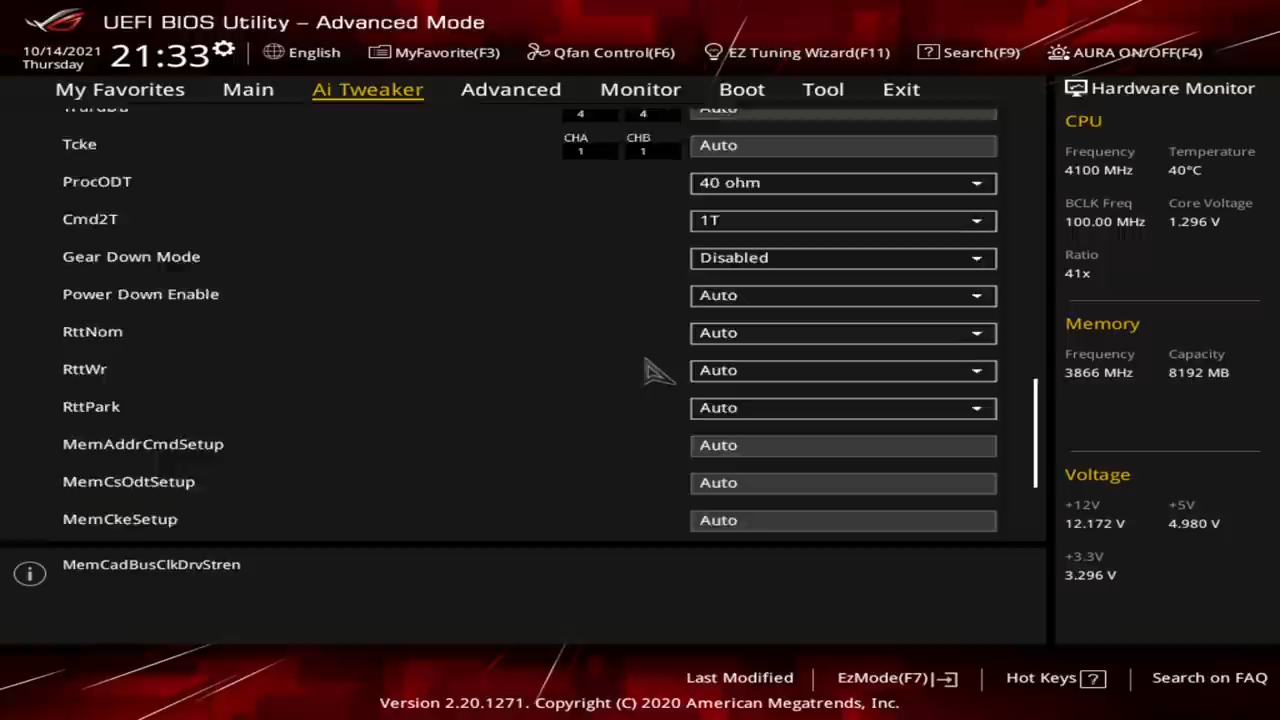 UEFI BIOS Utility – Advanced Mode
10/14/2021
Thursday
21:33
English
MyFavorite(F3)
Qfan Control(F6)
EZ Tuning Wizard(F11)
Search(F9)
AURA ON/OFF(F4)
My Favorites
Main
Ai Tweaker
Advanced
Monitor
Boot
Tool
Exit
4 4
Auto
Tcke
CHA CHB
1 1
Auto
ProcODT
40 ohm
Cmd2T
1T
Gear Down Mode
Disabled
Power Down Enable
Auto
RttNom
Auto
RttWr
Auto
RttPark
Auto
MemAddrCmdSetup
Auto
MemCsOdtSetup
Auto
MemCkeSetup
Auto
MemCadBusClkDrvStren
Hardware Monitor
CPU
Frequency Temperature
4100 MHz 40°C
BCLK Freq Core Voltage
100.00 MHz 1.296 V
Ratio
41x
Memory
Frequency Capacity
3866 MHz 8192 MB
Voltage
+12V +5V
12.172 V 4.980 V
+3.3V
3.296 V
Last Modified
EzMode(F7)
Hot Keys ?
Search on FAQ
Version 2.20.1271. Copyright (C) 2020 American Megatrends, Inc.